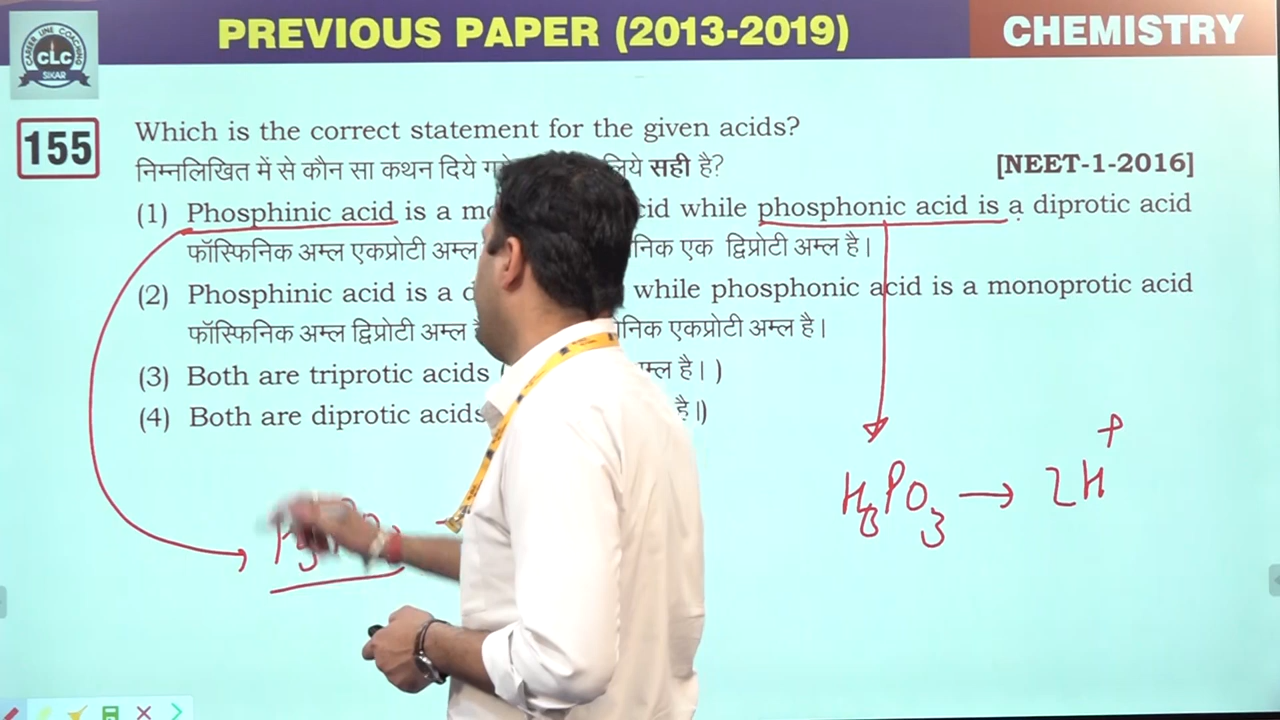 PREVIOUS PAPER (2013-2019)
CHEMISTRY
CAREER LINE COACHING
CLC
SIKAR
155
Which is the correct statement for the given acids?
निम्नलिखित में से कौन सा कथन दिये लिये सही है?
[NEET-1-2016]
(1) Phosphinic acid is a while phosphonic acid is a diprotic acid
फॉस्फिनिक अम्ल एकप्रोटी अम्ल एक द्विप्रोटी अम्ल है।
(2) Phosphinic acid is a while phosphonic acid is a monoprotic acid
फॉस्फिनिक अम्ल द्विप्रोटी अम्ल एकप्रोटी अम्ल है।
(3) Both are triprotic acids ( है। )
(4) Both are diprotic acids है।)
H3PO3 → 2H+